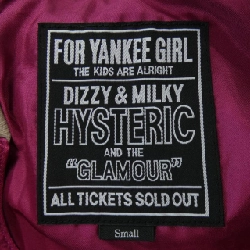 FOR YANKEE GIRL
THE KIDS ARE ALRIGHT
DIZZY & MILKY
HYSTERIC
AND THE
"GLAMOUR"
ALL TICKETS SOLD OUT
Small